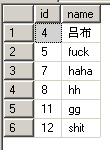 id name
1 4 吕布
2 5 fuck
3 7 haha
4 8 hh
5 11 gg
6 12 shit